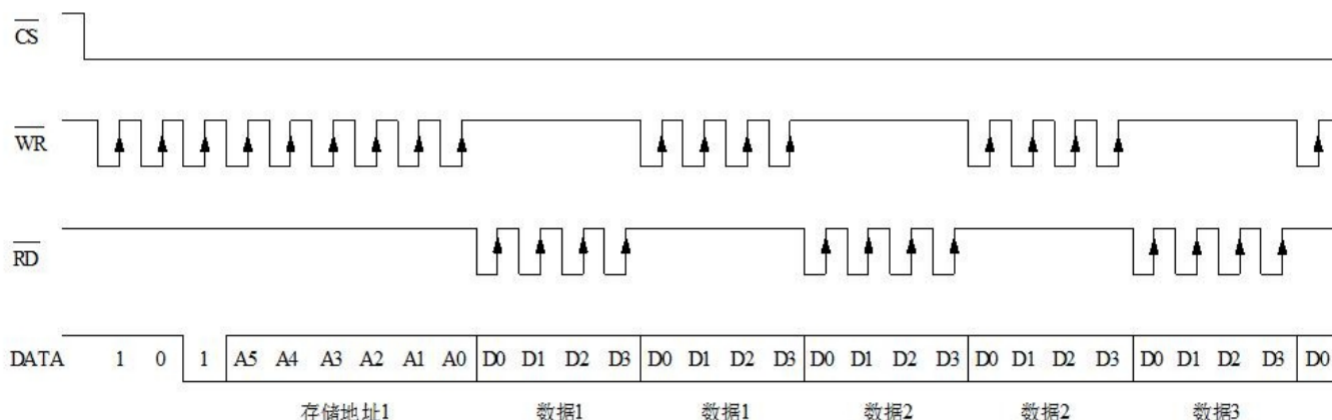 CS
WR
RD
DATA 1 0 1 A5 A4 A3 A2 A1 A0 D0 D1 D2 D3 D0 D1 D2 D3 D0 D1 D2 D3 D0 D1 D2 D3 D0 D1 D2 D3 D0
存储地址1 数据1 数据1 数据2 数据2 数据3